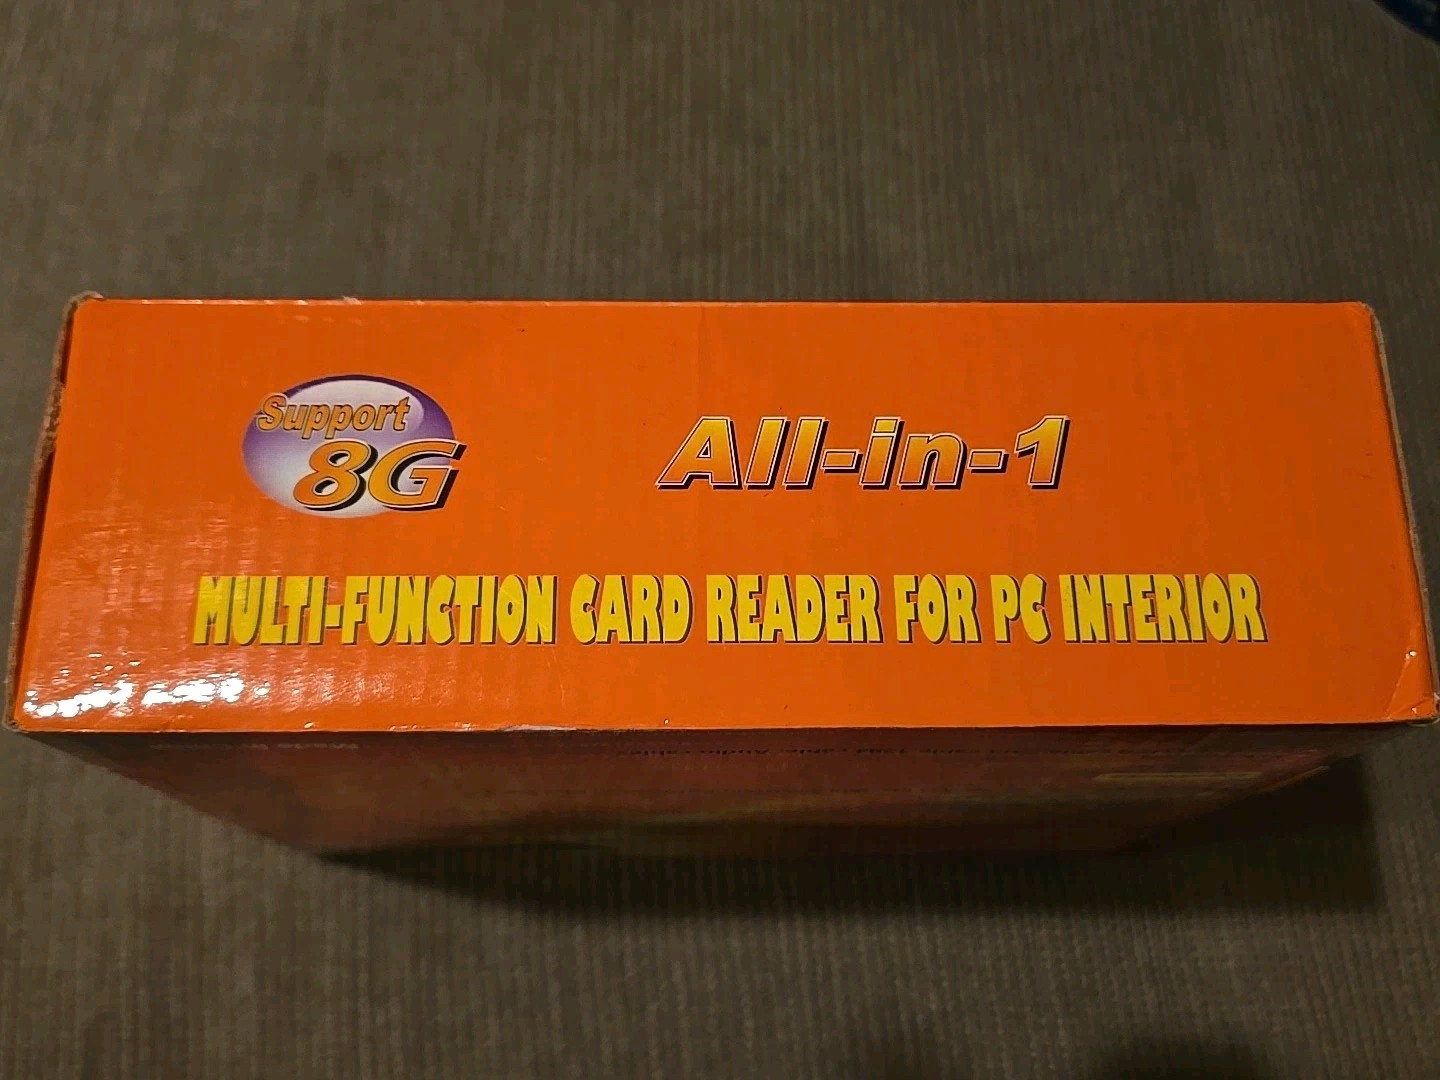 Support
8G
All-in-1
MULTI-FUNCTION CARD READER FOR PC INTERIOR